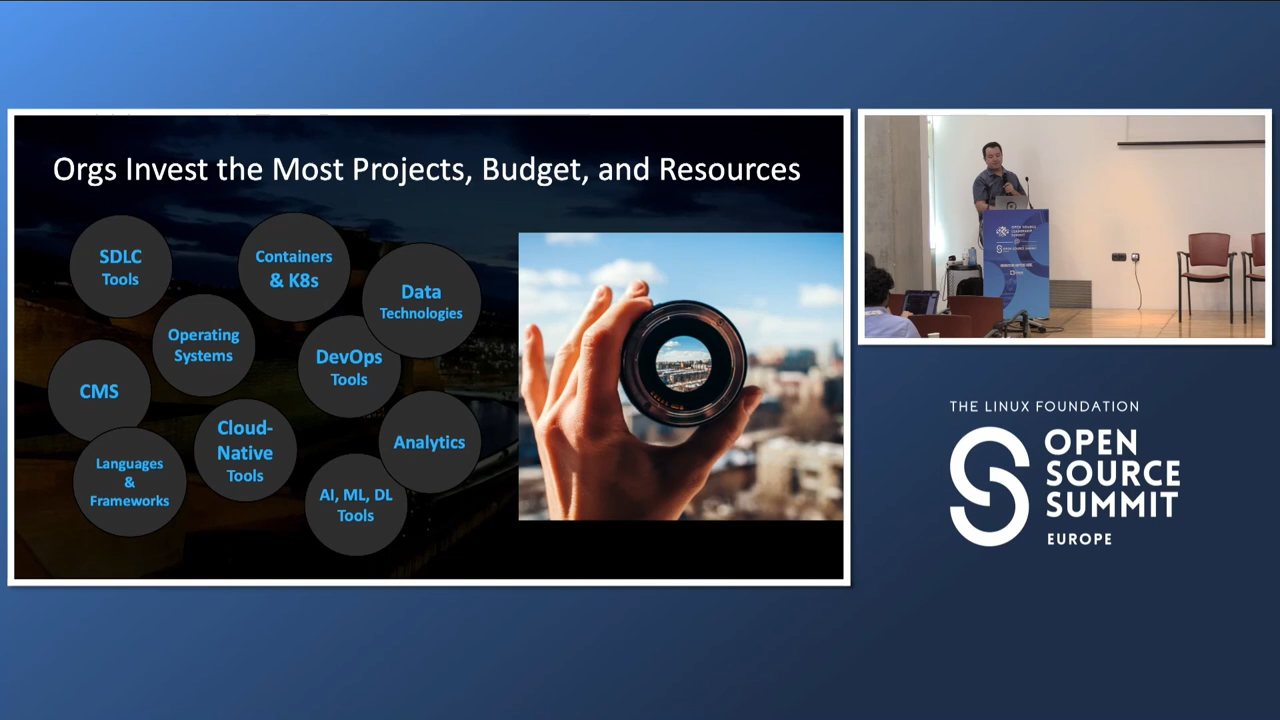 Orgs Invest the Most Projects, Budget, and Resources
SDLC
Tools
Containers
& K8s
Data
Technologies
Operating
Systems
DevOps
Tools
CMS
Cloud-
Native
Tools
Analytics
Languages
&
Frameworks
AI, ML, DL
Tools
THE LINUX FOUNDATION
OPEN
SOURCE
SUMMIT
EUROPE